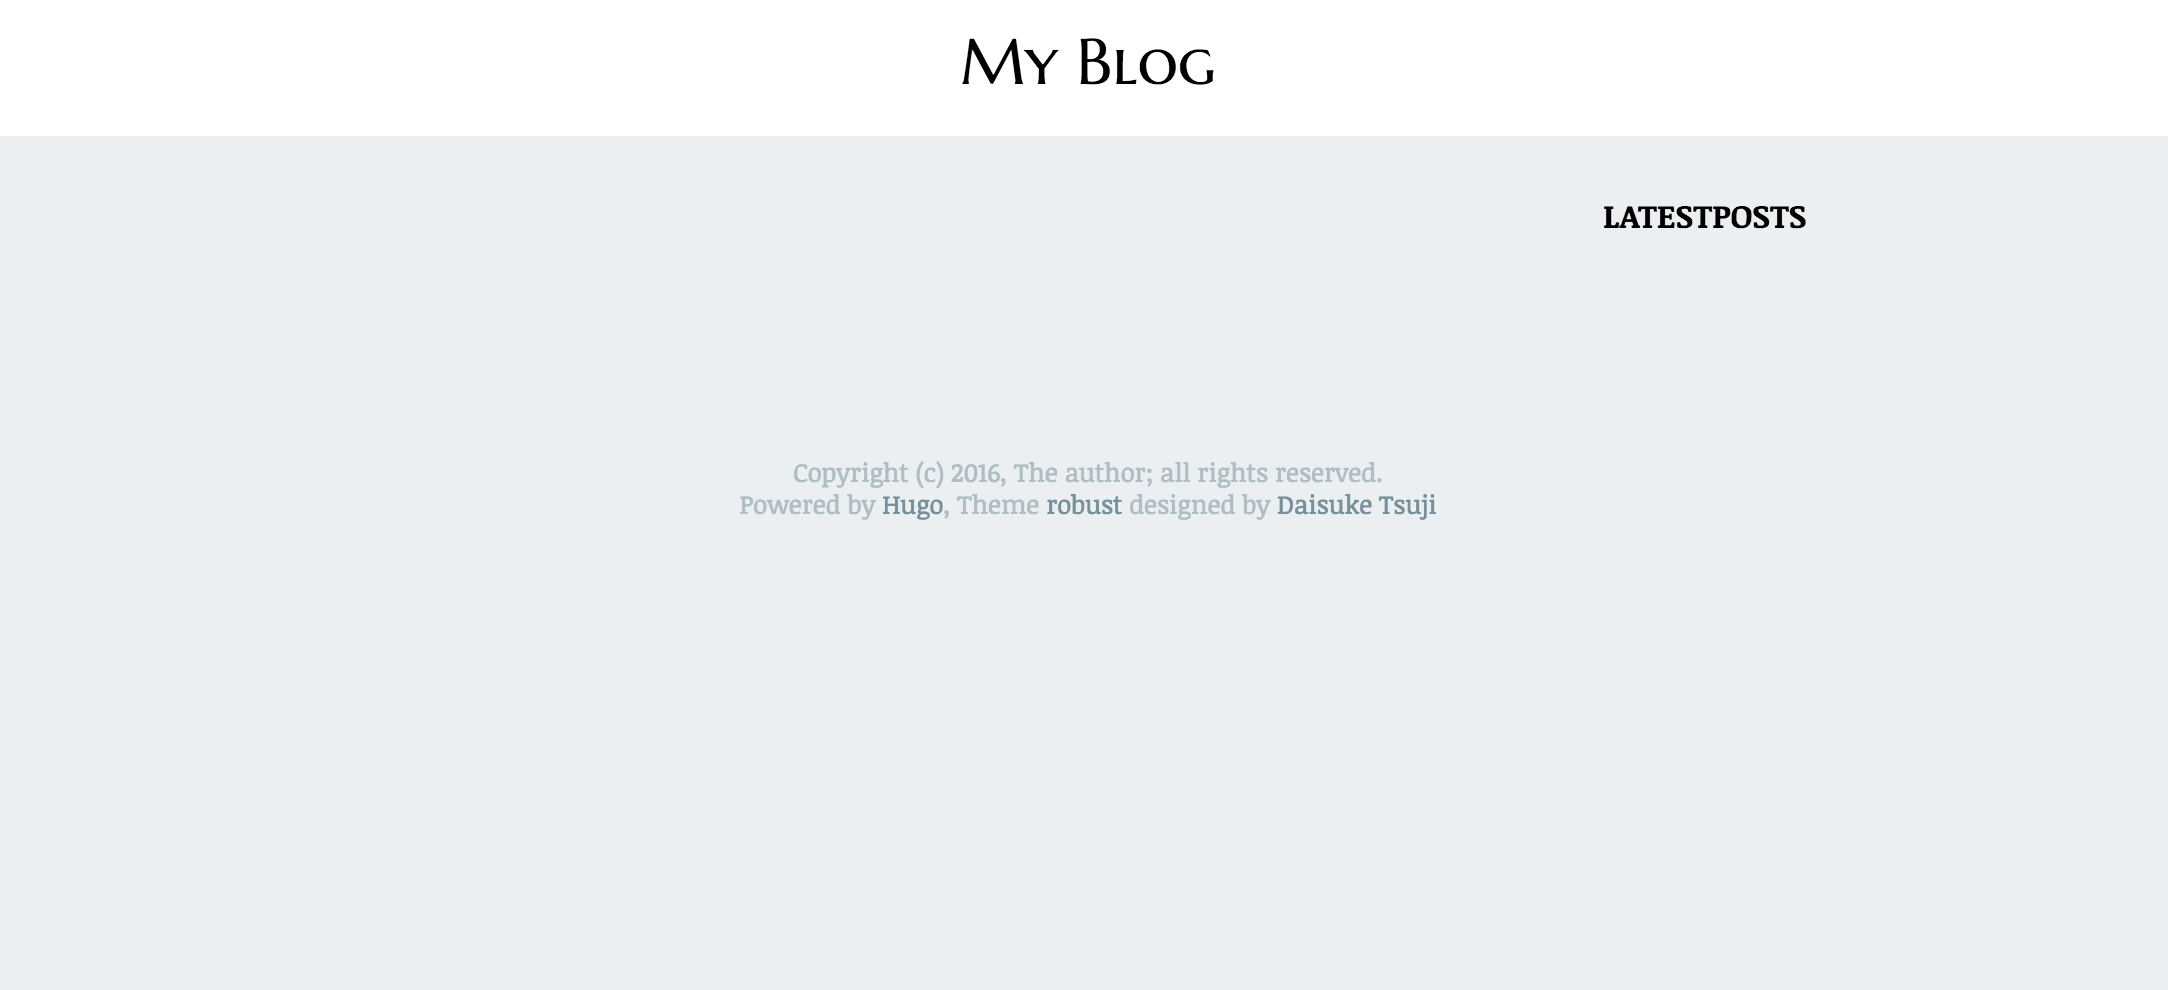 My Blog
LATESTPOSTS
Copyright (c) 2016, The author; all rights reserved.
Powered by Hugo, Theme robust designed by Daisuke Tsuji